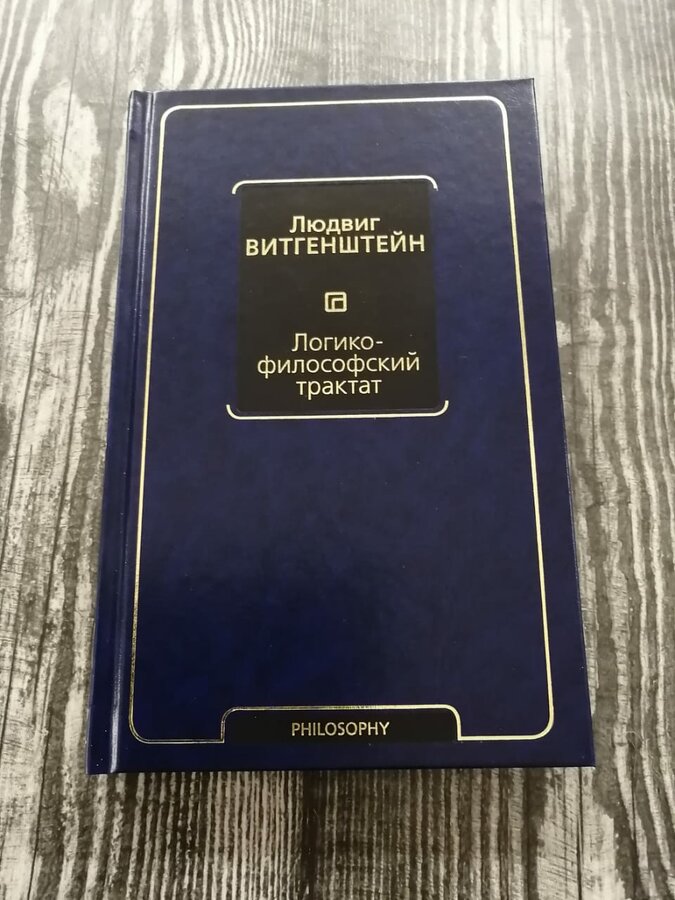 Людвиг
ВИТГЕНШТЕЙН
Логико-
философский
трактат
PHILOSOPHY